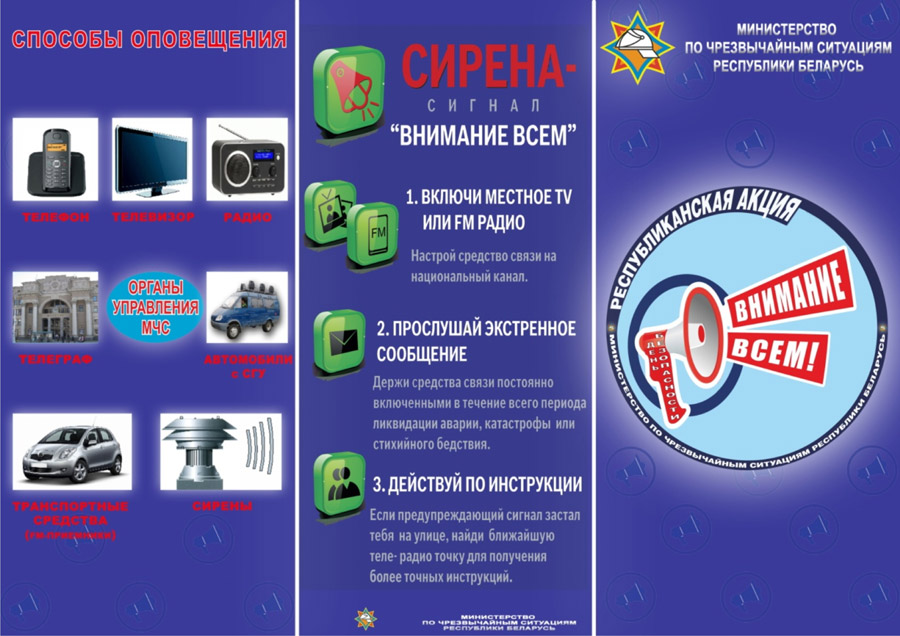 СПОСОБЫ ОПОВЕЩЕНИЯ
ТЕЛЕФОН
ТЕЛЕВИЗОР
РАДИО
ОРГАНЫ
УПРАВЛЕНИЯ
МЧС
ТЕЛЕГРАФ
АВТОМОБИЛИ
с СГУ
ТРАНСПОРТНЫЕ
СРЕДСТВА
(FM-ПРИЕМНИКИ)
СИРЕНЫ
СИРЕНА-
СИГНАЛ
"ВНИМАНИЕ ВСЕМ"
1. ВКЛЮЧИ МЕСТНОЕ TV
ИЛИ FM РАДИО
FM
Настрой средство связи на
национальный канал.
2. ПРОСЛУШАЙ ЭКСТРЕННОЕ
СООБЩЕНИЕ
Держи средства связи постоянно
включенными в течение всего периода
ликвидации аварии, катастрофы или
стихийного бедствия.
3. ДЕЙСТВУЙ ПО ИНСТРУКЦИИ
Если предупреждающий сигнал застал
тебя на улице, найди ближайшую
теле- радио точку для получения
более точных инструкций.
МИНИСТЕРСТВО
ПО ЧРЕЗВЫЧАЙНЫМ СИТУАЦИЯМ
РЕСПУБЛИКИ БЕЛАРУСЬ
МИНИСТЕРСТВО
ПО ЧРЕЗВЫЧАЙНЫМ СИТУАЦИЯМ
РЕСПУБЛИКИ БЕЛАРУСЬ
РЕСПУБЛИКАНСКАЯ АКЦИЯ
ВНИМАНИЕ
ВСЕМ!
ДЕНЬ
БЕЗОПАСНОСТИ
МИНИСТЕРСТВО ПО ЧРЕЗВЫЧАЙНЫМ СИТУАЦИЯМ РЕСПУБЛИКИ БЕЛАРУСЬ